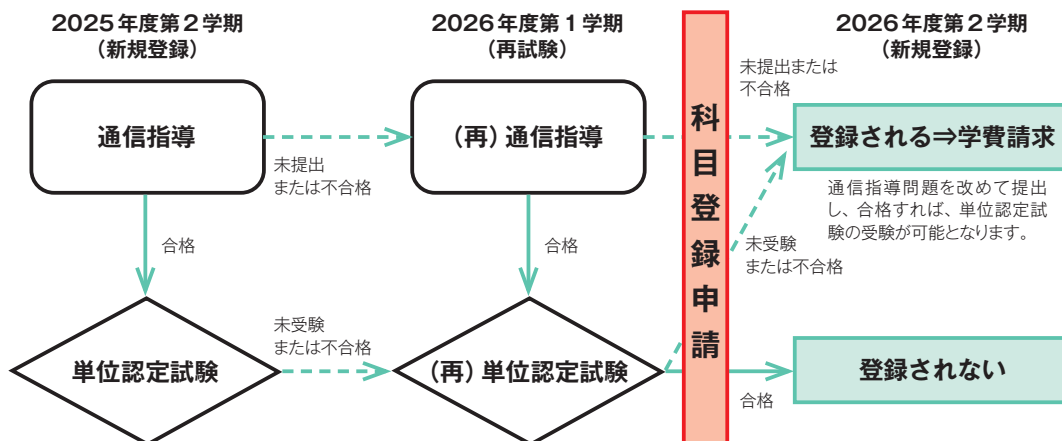 2025年度第2学期
(新規登録)
2026年度第1学期
(再試験)
2026年度第2学期
(新規登録)
通信指導
未提出
または不合格
(再)通信指導
科目登録申請
未提出または
不合格
登録される⇒学費請求
通信指導問題を改めて提出
し、合格すれば、単位認定試
験の受験が可能となります。
合格
合格
未受験
または不合格
単位認定試験
未受験
または不合格
(再)単位認定試験
合格
登録されない